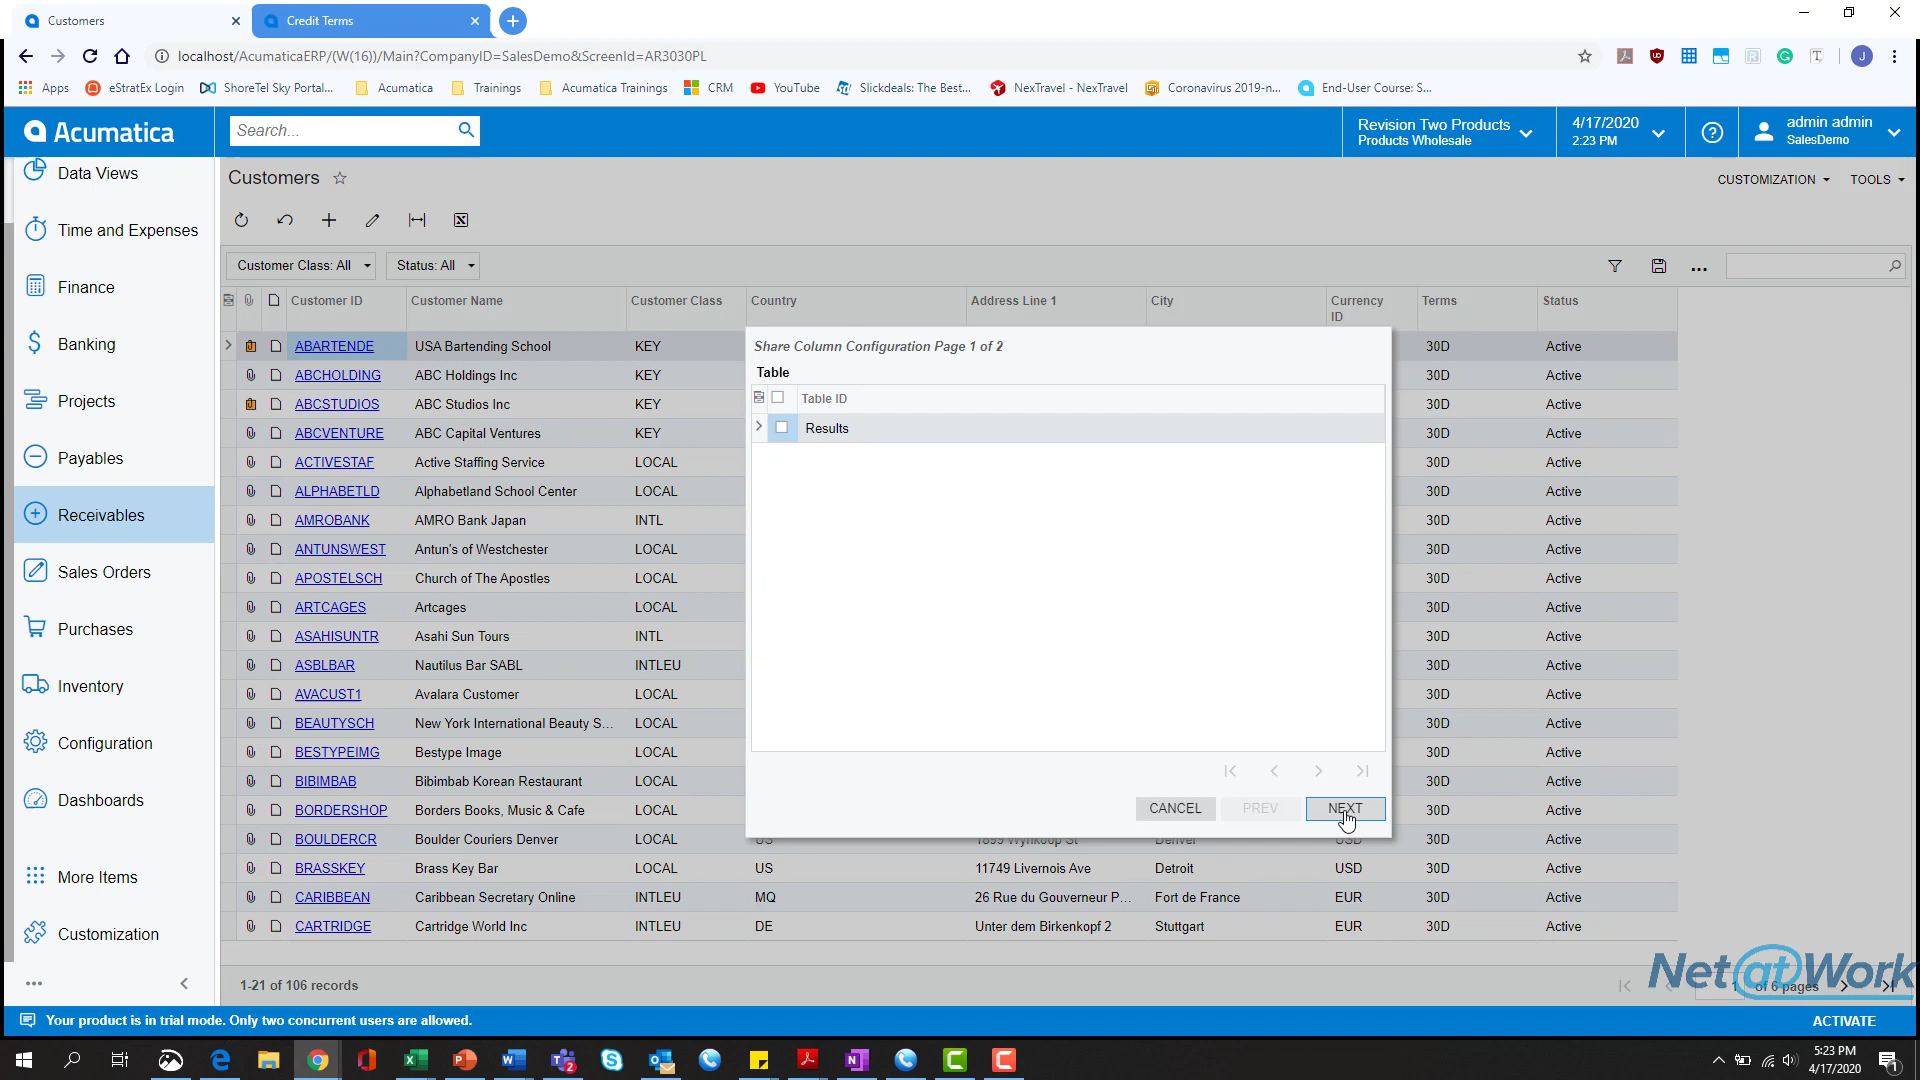 Customers
Credit Terms
localhost/AcumaticaERP/(W(16))/Main?CompanyID=SalesDemo&ScreenId=AR3030PL
Apps
eStratEx Login
ShoreTel Sky Portal...
Acumatica
Trainings
Acumatica Trainings
CRM
YouTube
Slickdeals: The Best...
NexTravel - NexTravel
Coronavirus 2019-n...
End-User Course: S...
Acumatica
Search...
Revision Two Products
Products Wholesale
4/17/2020
2:23 PM
admin admin
SalesDemo
Data Views
Time and Expenses
Finance
Banking
Projects
Payables
Receivables
Sales Orders
Purchases
Inventory
Configuration
Dashboards
More Items
Customization
Customers
CUSTOMIZATION
TOOLS
Customer Class: All
Status: All
Customer ID Customer Name Customer Class Country Address Line 1 City Currency ID Terms Status
ABARTENDE USA Bartending School KEY 30D Active
ABCHOLDING ABC Holdings Inc KEY 30D Active
ABCSTUDIOS ABC Studios Inc KEY 30D Active
ABCVENTURE ABC Capital Ventures KEY 30D Active
ACTIVESTAF Active Staffing Service LOCAL 30D Active
ALPHABETLD Alphabetland School Center LOCAL 30D Active
AMROBANK AMRO Bank Japan INTL 30D Active
ANTUNSWEST Antun's of Westchester LOCAL 30D Active
APOSTELSCH Church of The Apostles LOCAL 30D Active
ARTCAGES Artcages LOCAL 30D Active
ASAHISUNTR Asahi Sun Tours INTL 30D Active
ASBLBAR Nautilus Bar SABL INTLEU 30D Active
AVACUST1 Avalara Customer LOCAL 30D Active
BEAUTYSCH New York International Beauty S... LOCAL 30D Active
BESTYPEIMG Bestype Image LOCAL 30D Active
BIBIMBAB Bibimbab Korean Restaurant LOCAL 30D Active
BORDERSHOP Borders Books, Music & Cafe LOCAL 30D Active
BOULDERCR Boulder Couriers Denver LOCAL US 1899 Wynkoop St Denver USD 30D Active
BRASSKEY Brass Key Bar LOCAL US 11749 Livernois Ave Detroit USD 30D Active
CARIBBEAN Caribbean Secretary Online INTLEU MQ 26 Rue du Gouverneur P... Fort de France EUR 30D Active
CARTRIDGE Cartridge World Inc INTLEU DE Unter dem Birkenkopf 2 Stuttgart EUR 30D Active
Share Column Configuration Page 1 of 2
Table
Table ID
Results
CANCEL
PREV
NEXT
1-21 of 106 records
1 of 6 pages
Net at Work
Your product is in trial mode. Only two concurrent users are allowed.
ACTIVATE
5:23 PM
4/17/2020